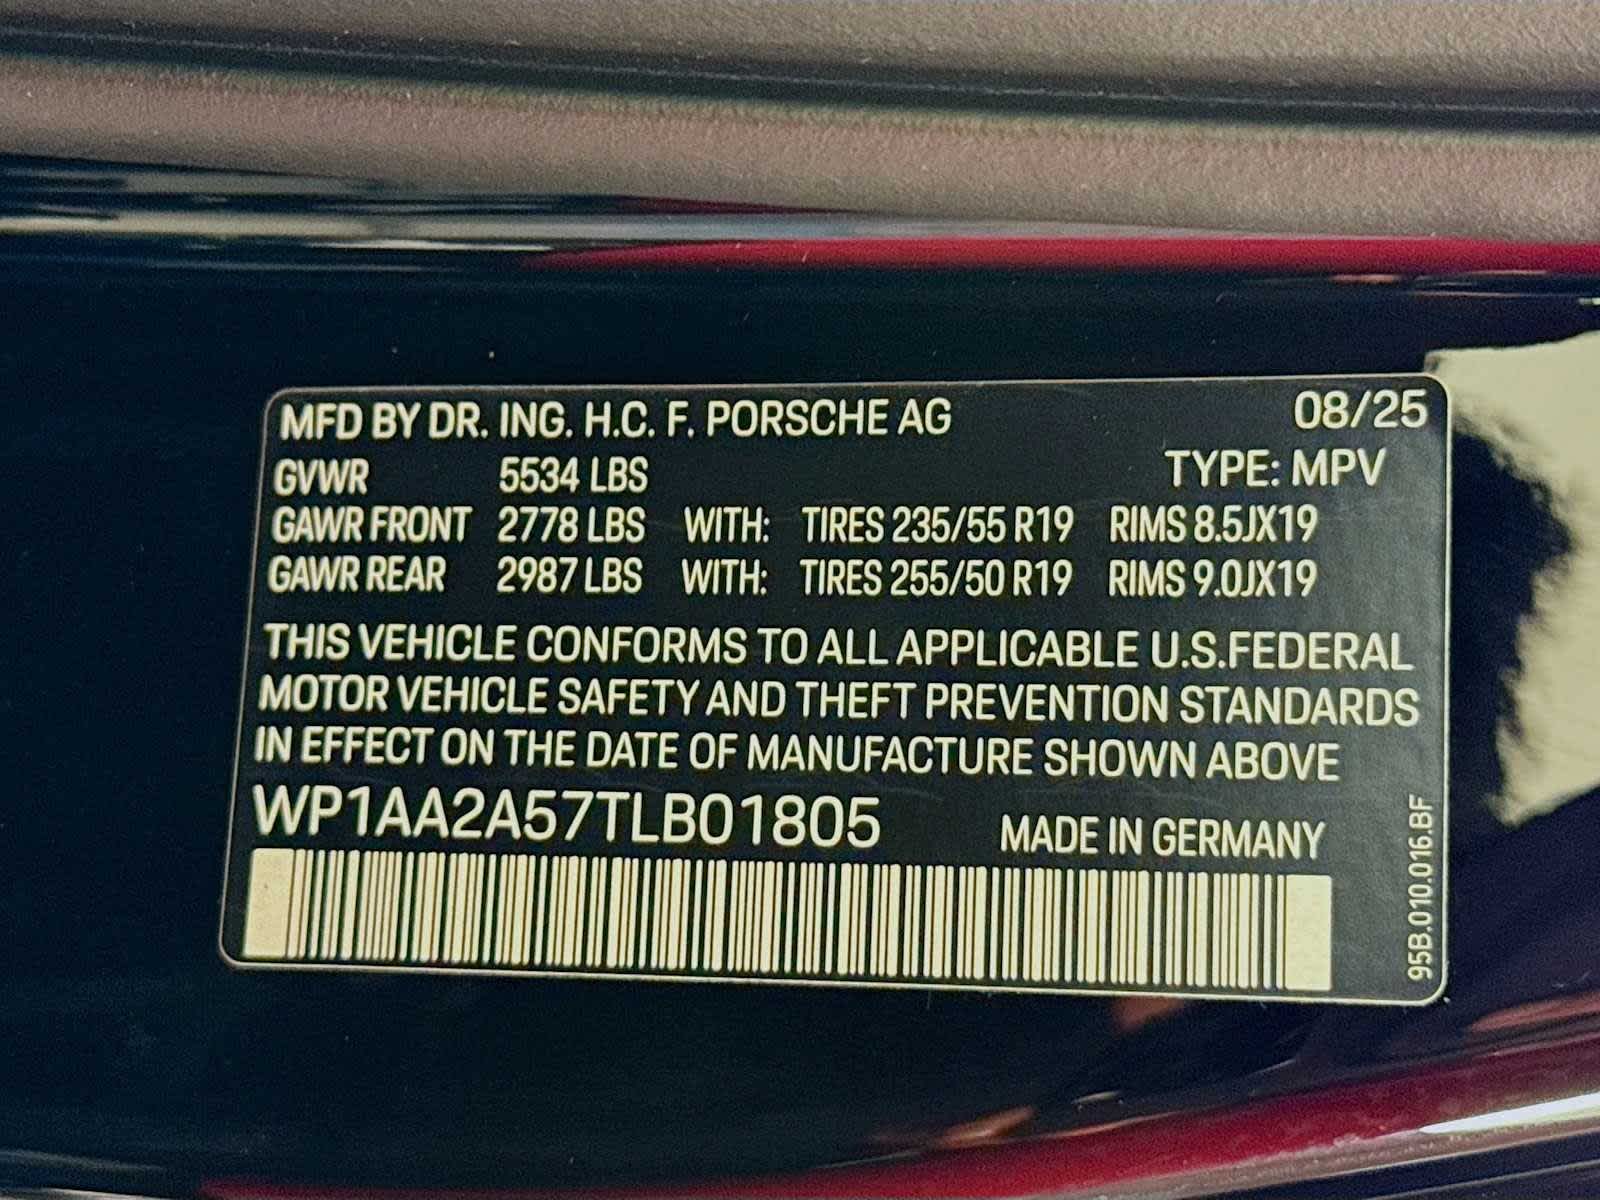 MFD BY DR. ING. H.C. F. PORSCHE AG 08/25
GVWR 5534 LBS TYPE: MPV
GAWR FRONT 2778 LBS WITH: TIRES 235/55 R19 RIMS 8.5JX19
GAWR REAR 2987 LBS WITH: TIRES 255/50 R19 RIMS 9.0JX19
THIS VEHICLE CONFORMS TO ALL APPLICABLE U.S.FEDERAL
MOTOR VEHICLE SAFETY AND THEFT PREVENTION STANDARDS
IN EFFECT ON THE DATE OF MANUFACTURE SHOWN ABOVE
WP1AA2A57TLB01805 MADE IN GERMANY
95B.010.016.BF